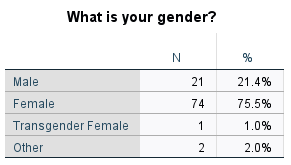 What is your gender?
N %
Male 21 21.4%
Female 74 75.5%
Transgender Female 1 1.0%
Other 2 2.0%